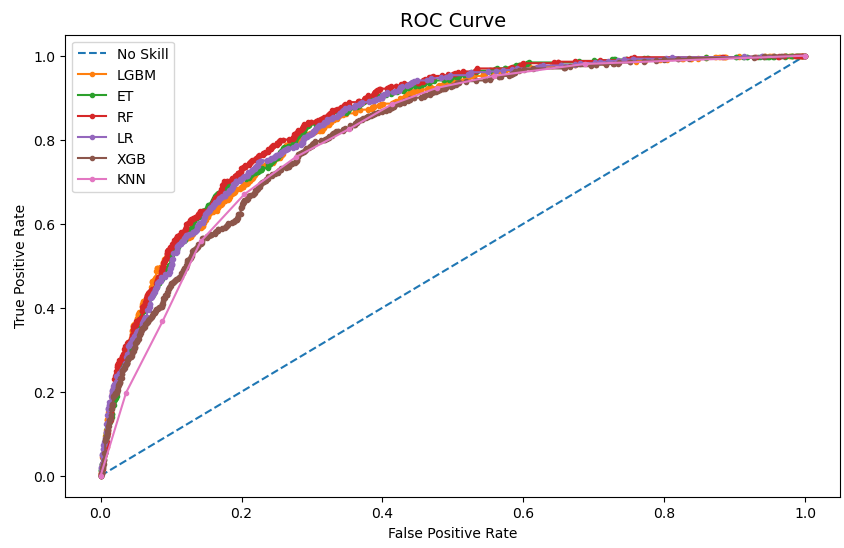 ROC Curve
No Skill
LGBM
ET
RF
LR
XGB
KNN
True Positive Rate
1.0
0.8
0.6
0.4
0.2
0.0
0.0 0.2 0.4 0.6 0.8 1.0
False Positive Rate